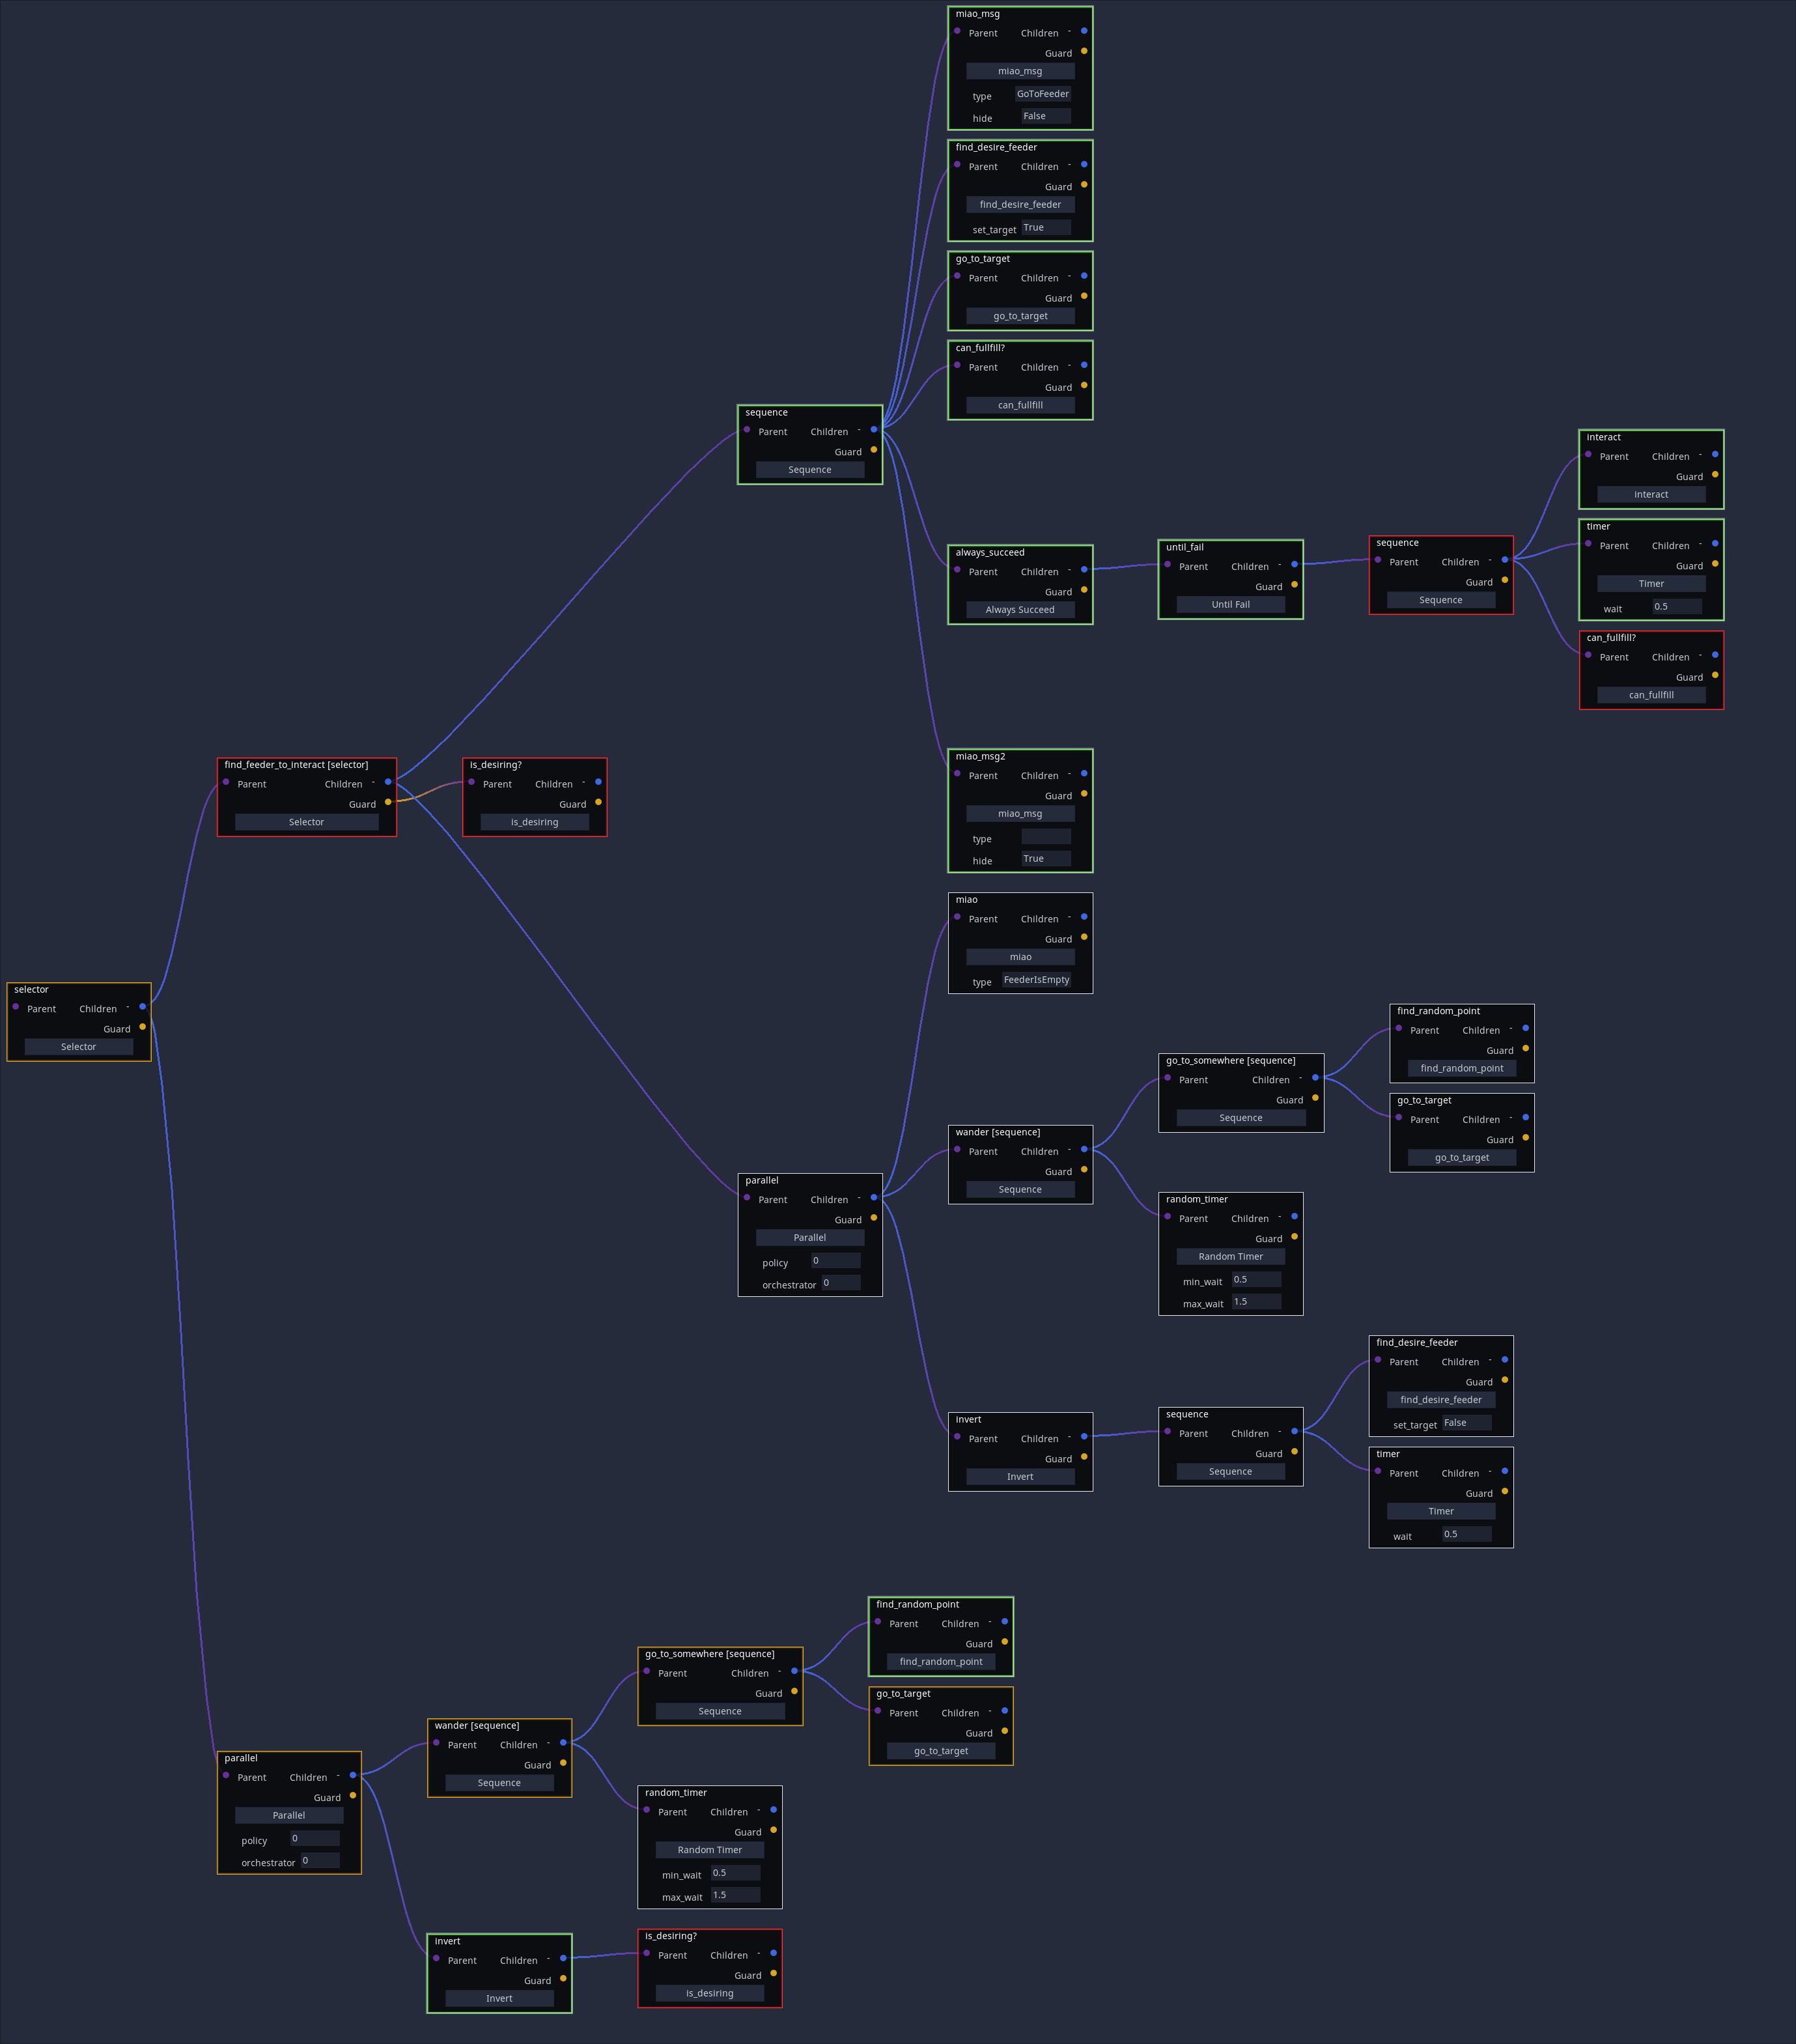 miao_msg
Parent Children -
Guard
miao_msg
type GoToFeeder
hide False
find_desire_feeder
Parent Children -
Guard
find_desire_feeder
set_target True
go_to_target
Parent Children -
Guard
go_to_target
can_fullfill?
Parent Children -
Guard
can_fullfill
sequence
Parent Children -
Guard
Sequence
always_succeed
Parent Children -
Guard
Always Succeed
until_fail
Parent Children -
Guard
Until Fail
sequence
Parent Children -
Guard
Sequence
interact
Parent Children -
Guard
interact
timer
Parent Children -
Guard
Timer
wait 0.5
can_fullfill?
Parent Children -
Guard
can_fullfill
miao_msg2
Parent Children -
Guard
miao_msg
type
hide True
find_feeder_to_interact [selector]
Parent Children -
Guard
Selector
is_desiring?
Parent Children -
Guard
is_desiring
miao
Parent Children -
Guard
miao
type FeederIsEmpty
selector
Parent Children -
Guard
Selector
find_random_point
Parent Children -
Guard
find_random_point
go_to_somewhere [sequence]
Parent Children -
Guard
Sequence
go_to_target
Parent Children -
Guard
go_to_target
wander [sequence]
Parent Children -
Guard
Sequence
parallel
Parent Children -
Guard
Parallel
policy 0
orchestrator 0
random_timer
Parent Children -
Guard
Random Timer
min_wait 0.5
max_wait 1.5
find_desire_feeder
Parent Children -
Guard
find_desire_feeder
set_target False
invert
Parent Children -
Guard
Invert
sequence
Parent Children -
Guard
Sequence
timer
Parent Children -
Guard
Timer
wait 0.5
find_random_point
Parent Children -
Guard
find_random_point
go_to_somewhere [sequence]
Parent Children -
Guard
Sequence
go_to_target
Parent Children -
Guard
go_to_target
wander [sequence]
Parent Children -
Guard
Sequence
parallel
Parent Children -
Guard
Parallel
policy 0
orchestrator 0
random_timer
Parent Children -
Guard
Random Timer
min_wait 0.5
max_wait 1.5
invert
Parent Children -
Guard
Invert
is_desiring?
Parent Children -
Guard
is_desiring